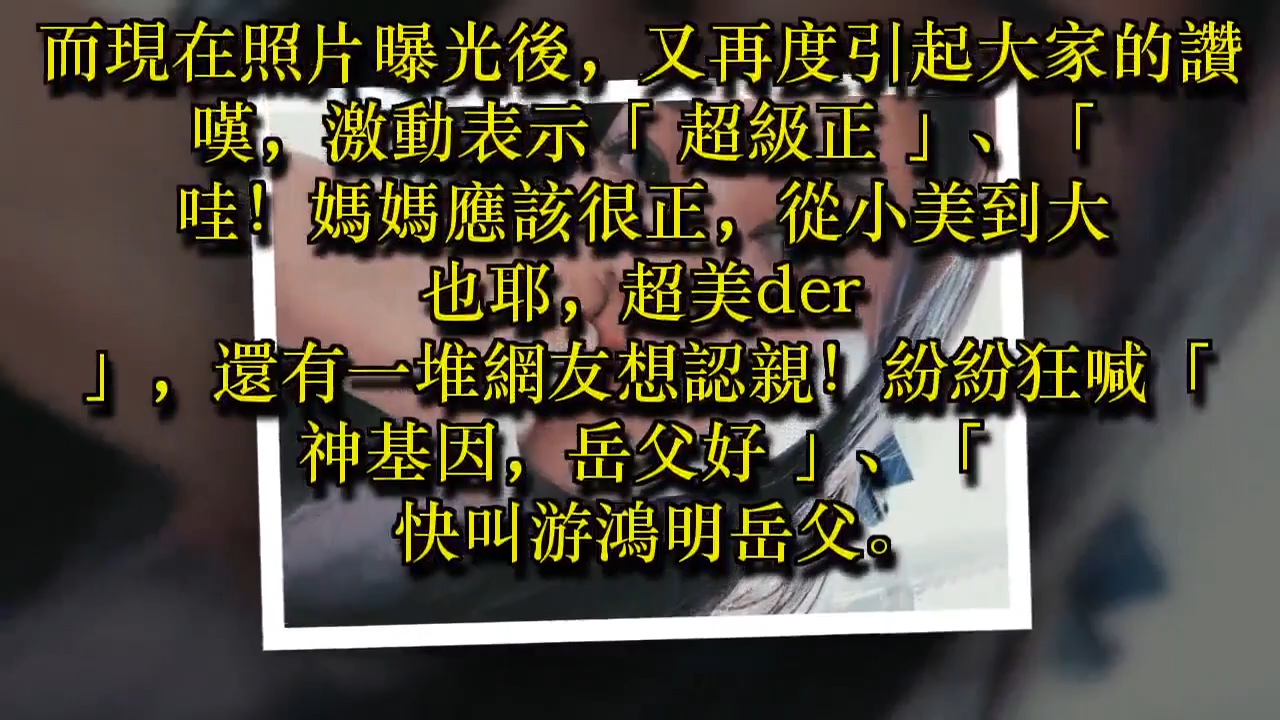 而現在照片曝光後，又再度引起大家的讚
嘆，激動表示「 超級正 」、「
哇！媽媽應該很正，從小美到大
也耶，超美der
」，還有一堆網友想認親！紛紛狂喊「
神基因，岳父好 」、「
快叫游鴻明岳父。